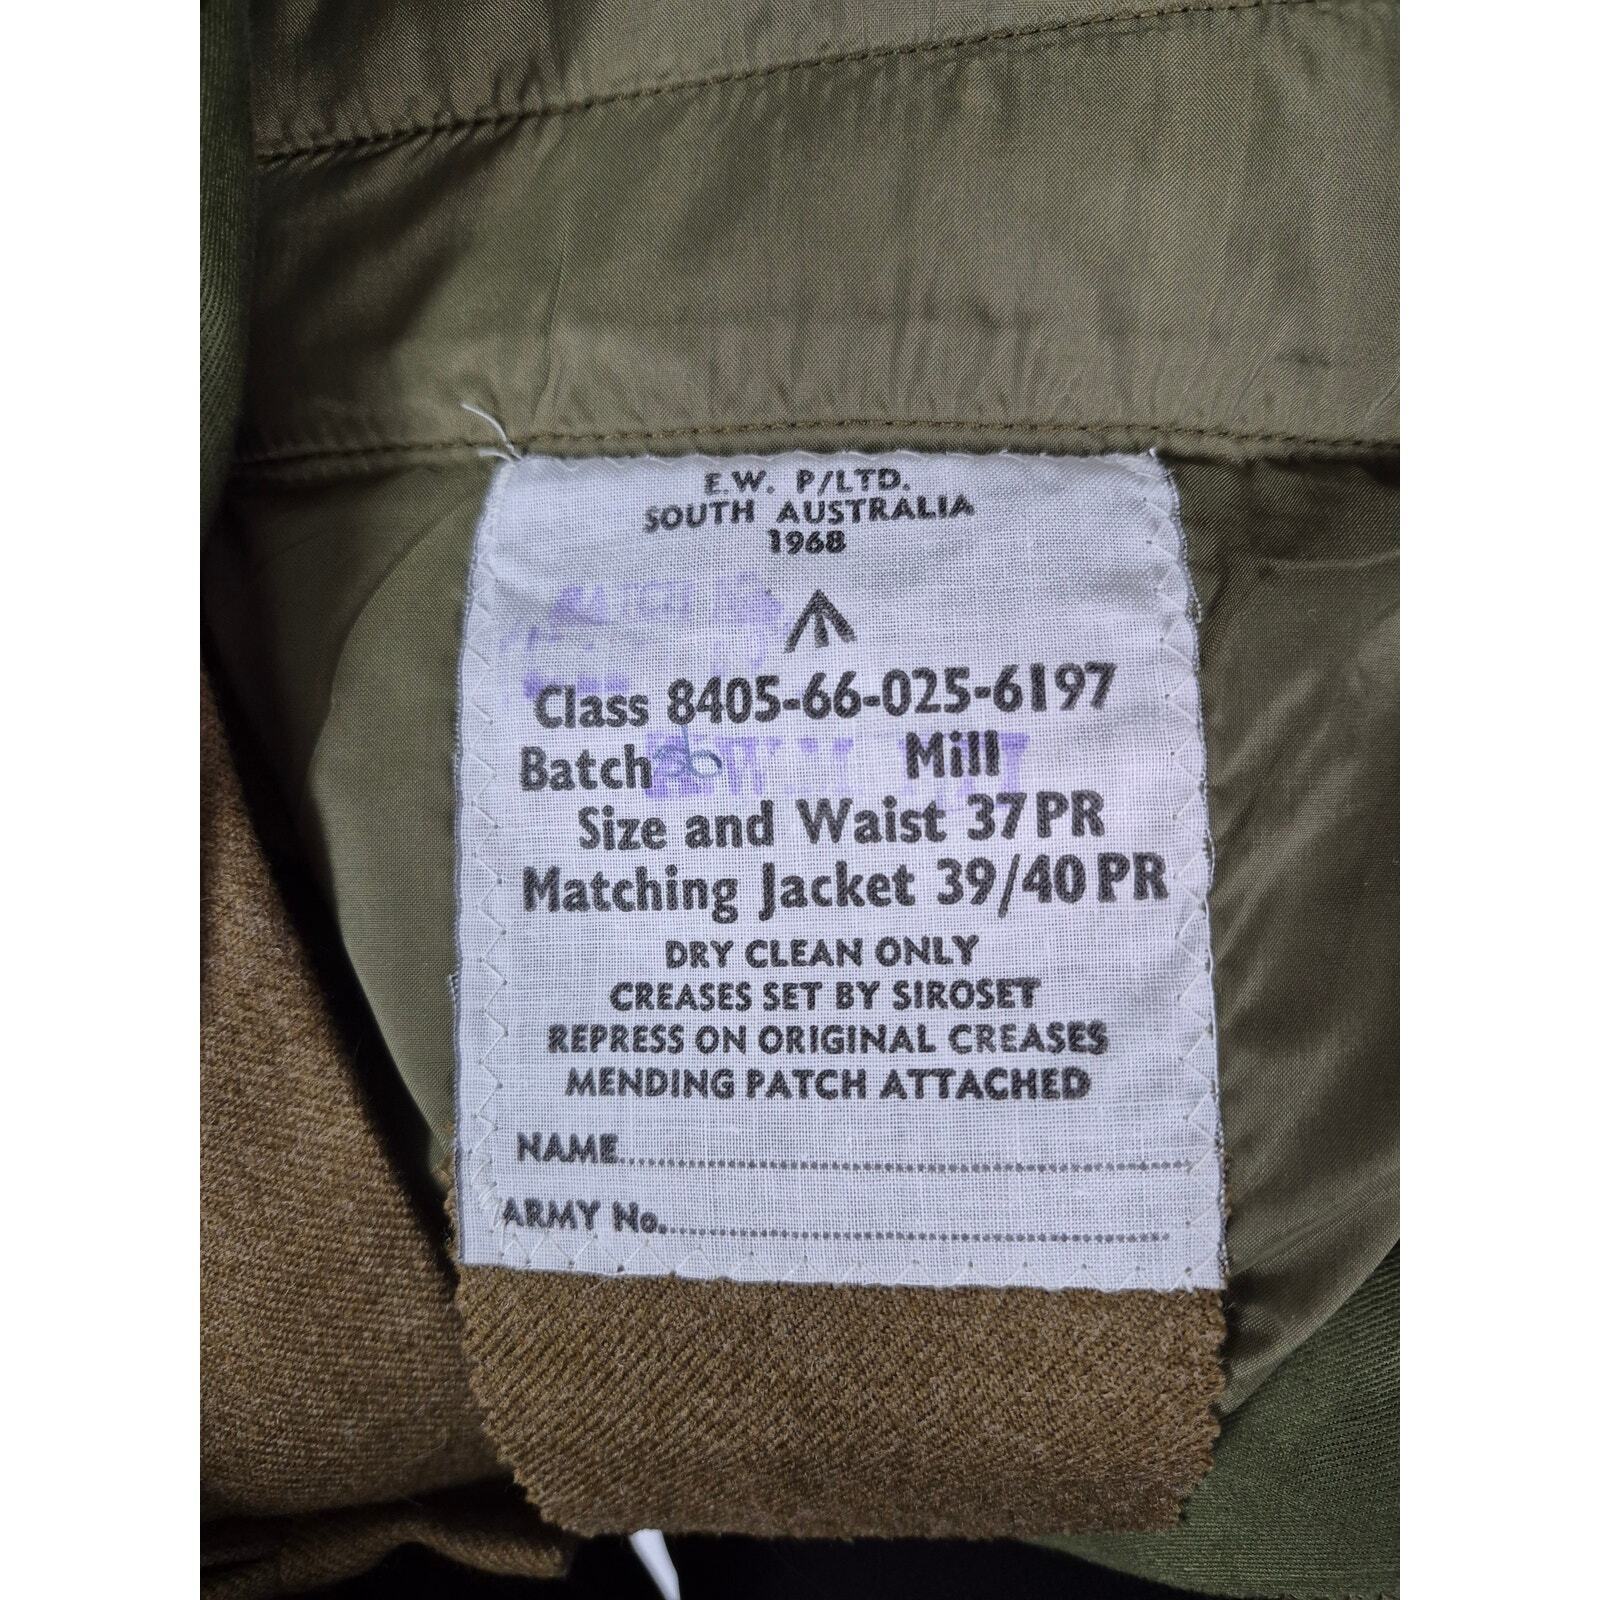 E.W. P/LTD.
SOUTH AUSTRALIA
1968
Class 8405-66-025-6197
Batch 36 Mill
Size and Waist 37 PR
Matching Jacket 39/40 PR
DRY CLEAN ONLY
CREASES SET BY SIROSET
REPRESS ON ORIGINAL CREASES
MENDING PATCH ATTACHED
NAME
ARMY No.